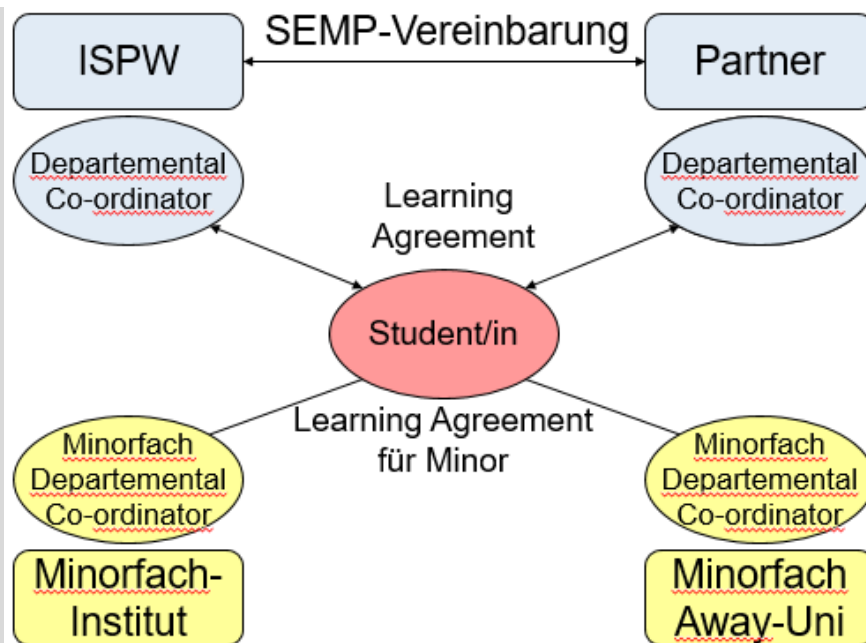 SEMP-Vereinbarung
ISPW
Partner
Departemental
Co-ordinator
Departemental
Co-ordinator
Learning
Agreement
Student/in
Learning Agreement
für Minor
Minorfach
Departemental
Co-ordinator
Minorfach
Departemental
Co-ordinator
Minorfach-
Institut
Minorfach
Away-Uni